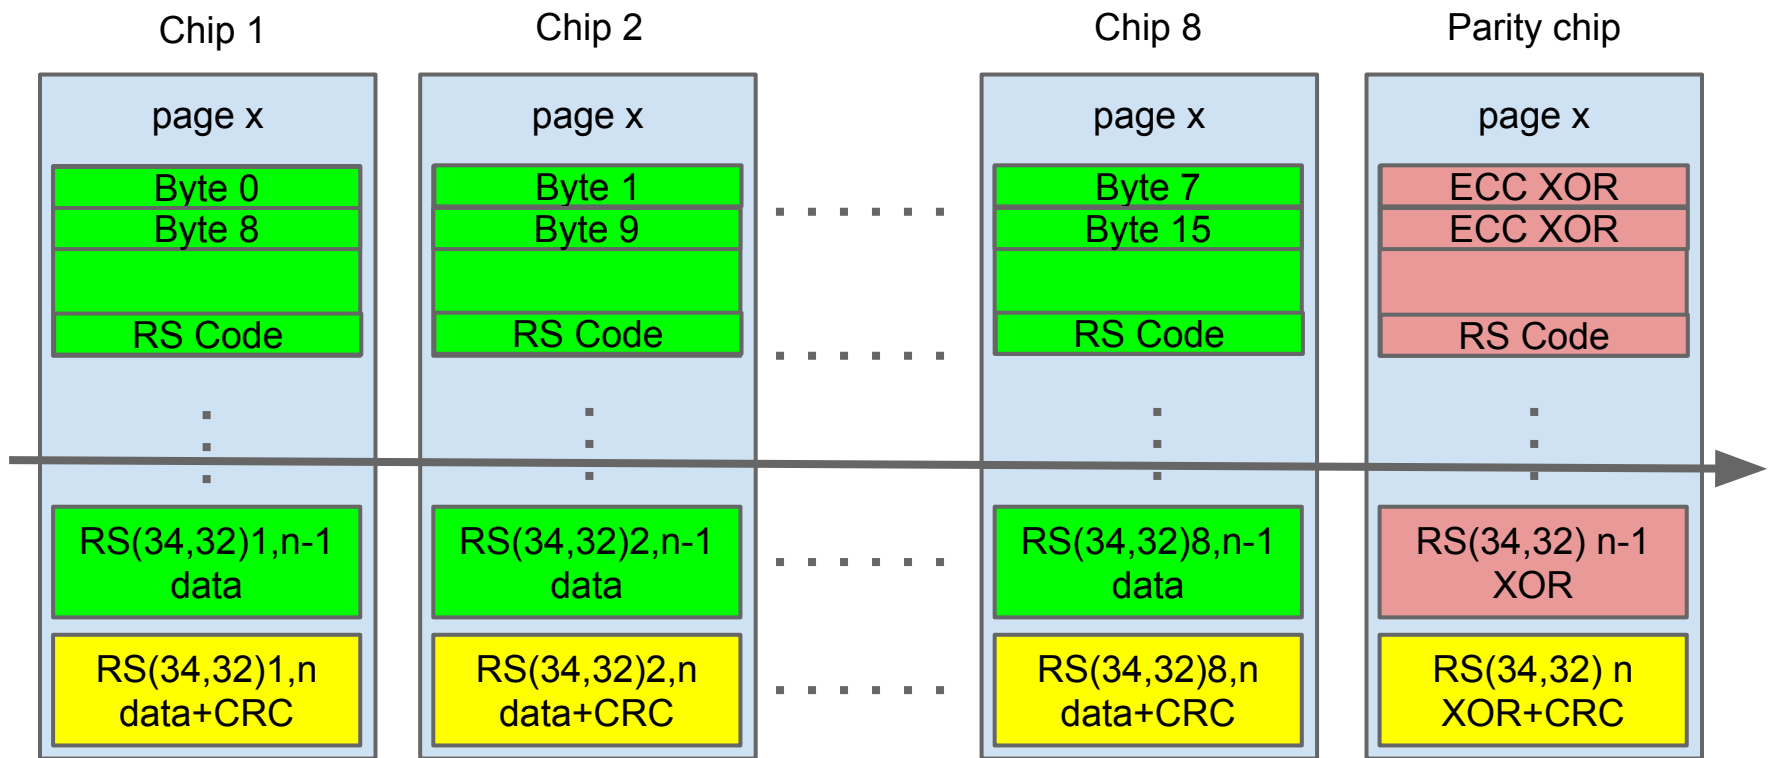 Chip 1
Chip 2
Chip 8
Parity chip
page x
page x
page x
page x
Byte 0
Byte 1
Byte 7
ECC XOR
Byte 8
Byte 9
Byte 15
ECC XOR
RS Code
RS Code
RS Code
RS Code
RS(34,32)1,n-1
data
RS(34,32)2,n-1
data
RS(34,32)8,n-1
data
RS(34,32) n-1
XOR
RS(34,32)1,n
data+CRC
RS(34,32)2,n
data+CRC
RS(34,32)8,n
data+CRC
RS(34,32) n
XOR+CRC